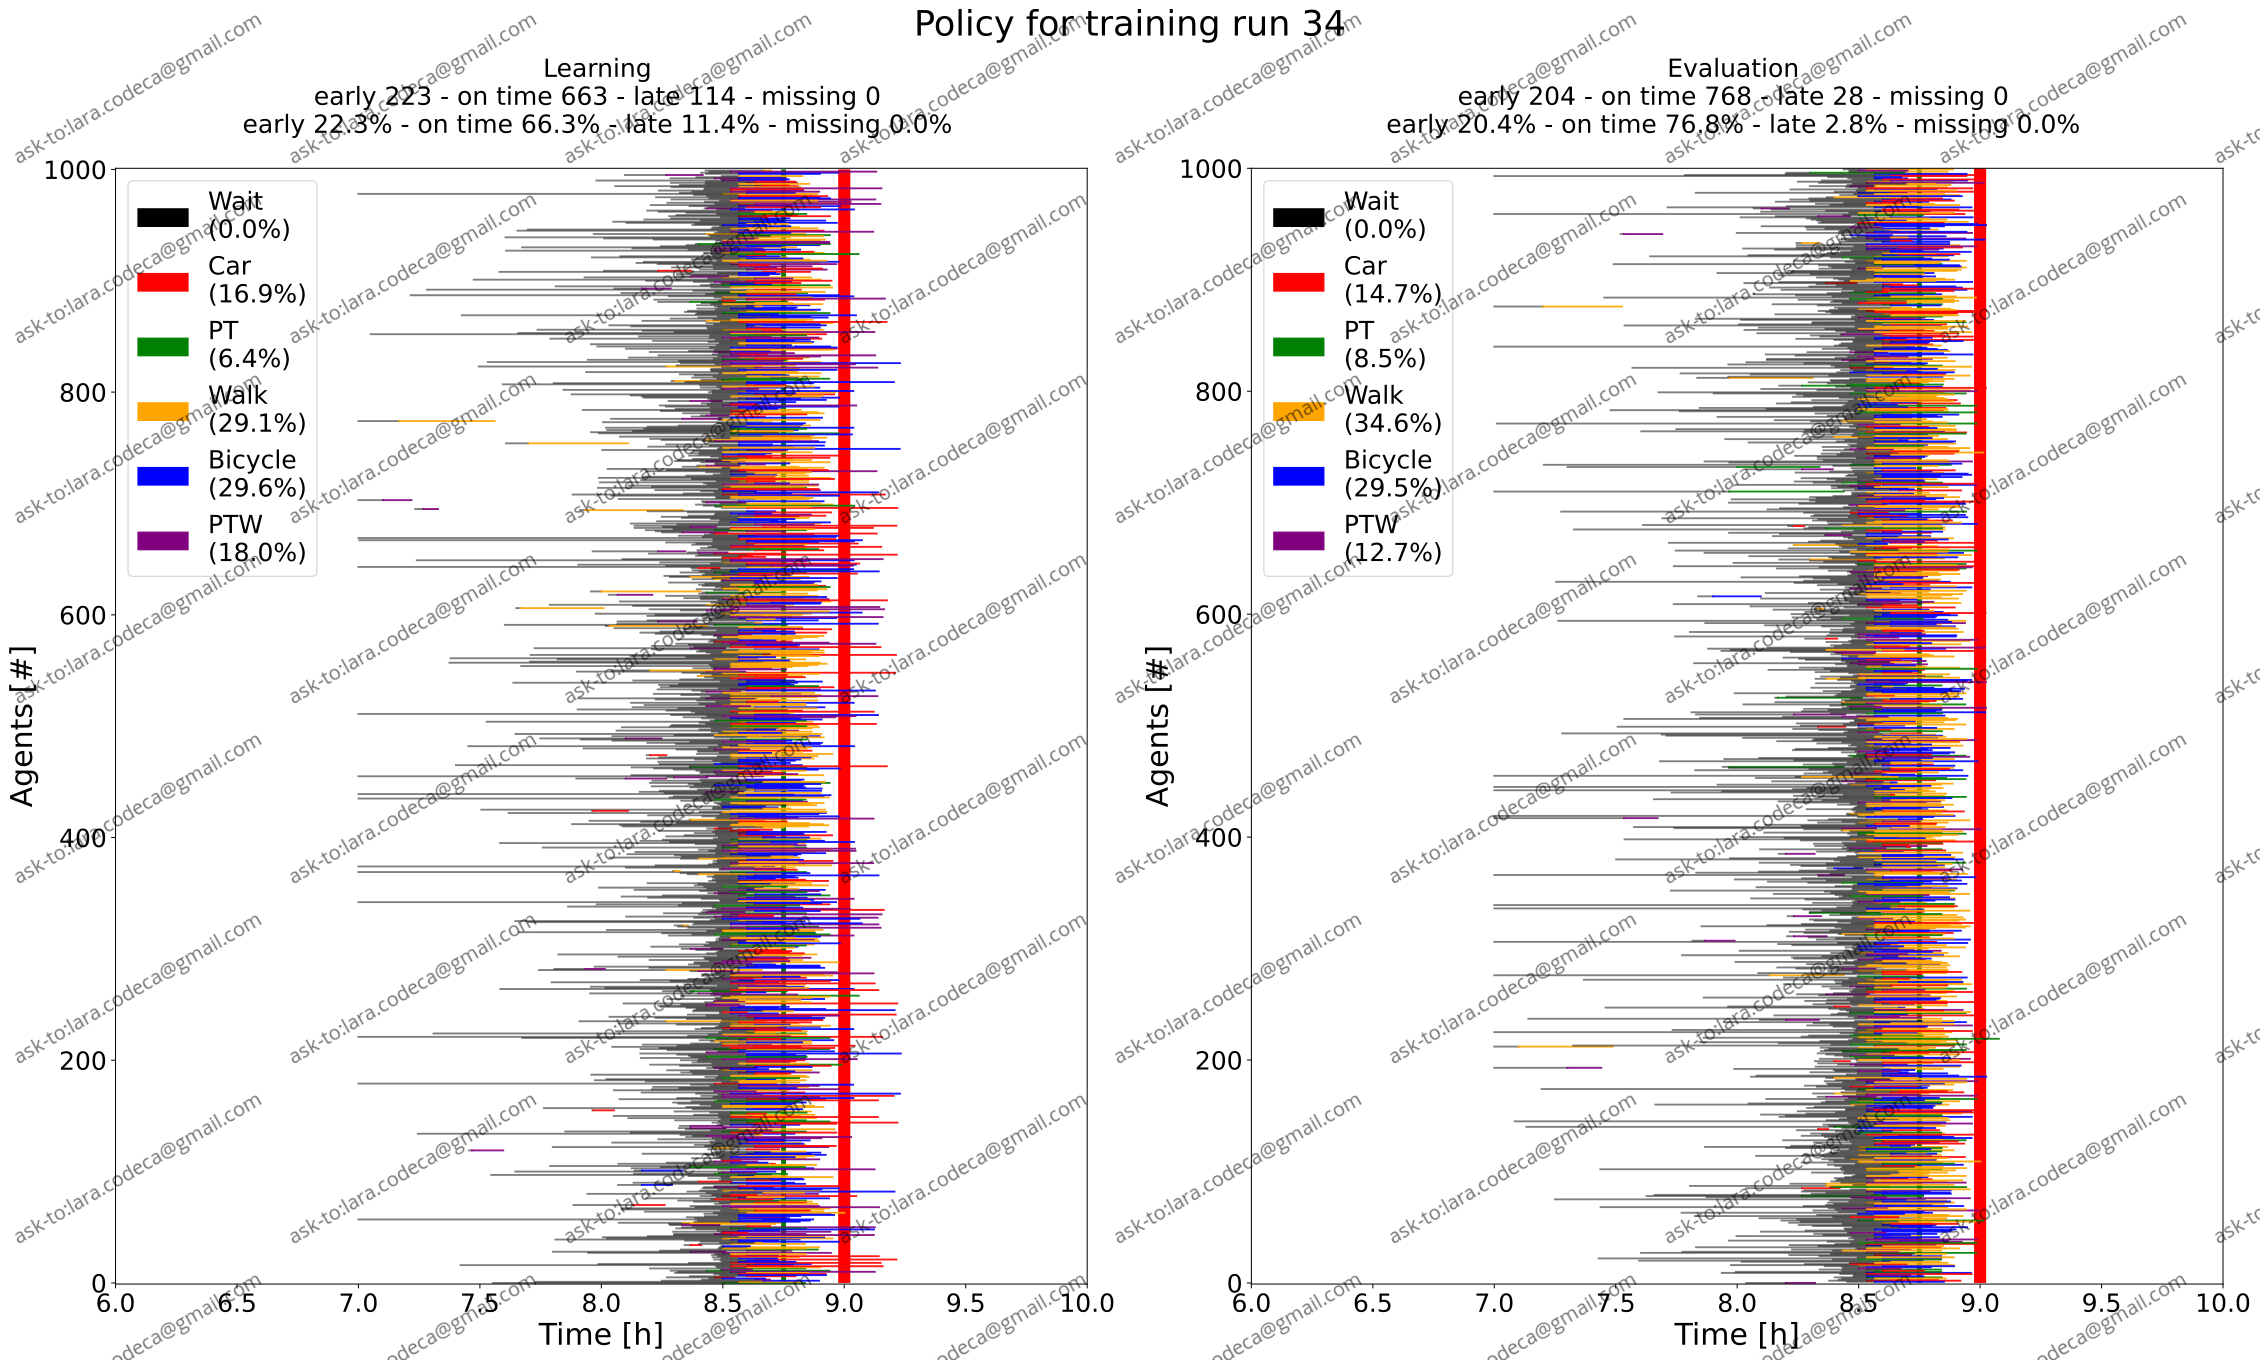 Policy for training run 34
Learning
early 223 - on time 663 - late 114 - missing 0
early 22.3% - on time 66.3% - late 11.4% - missing 0.0%
Evaluation
early 204 - on time 768 - late 28 - missing 0
early 20.4% - on time 76.8% - late 2.8% - missing 0.0%
Agents [#]
1000
800
600
400
200
0
Wait
(0.0%)
Car
(16.9%)
PT
(6.4%)
Walk
(29.1%)
Bicycle
(29.6%)
PTW
(18.0%)
6.0 6.5 7.0 7.5 8.0 8.5 9.0 9.5 10.0
Time [h]
Agents [#]
1000
800
600
400
200
0
Wait
(0.0%)
Car
(14.7%)
PT
(8.5%)
Walk
(34.6%)
Bicycle
(29.5%)
PTW
(12.7%)
6.0 6.5 7.0 7.5 8.0 8.5 9.0 9.5 10.0
Time [h]
ask-to:lara.codeca@gmail.com